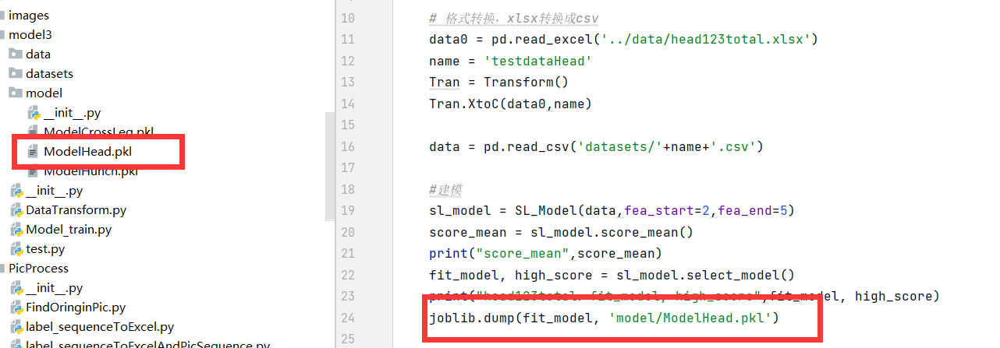 images
model3
data
datasets
model
__init__.py
ModelCrossLeg.pkl
ModelHead.pkl
ModelHunch.pkl
__init__.py
DataTransform.py
Model_train.py
test.py
PicProcess
__init__.py
FindOringinPic.py
label_sequenceToExcel.py
label_sequenceToExcelAndPicSequence.py
10 # 格式转换，xlsx转换成csv
11 data0 = pd.read_excel('../data/head123total.xlsx')
12 name = 'testdataHead'
13 Tran = Transform()
14 Tran.XtoC(data0,name)
15
16 data = pd.read_csv('datasets/'+name+'.csv')
17
18 #建模
19 sl_model = SL_Model(data,fea_start=2,fea_end=5)
20 score_mean = sl_model.score_mean()
21 print("score_mean",score_mean)
22 fit_model, high_score = sl_model.select_model()
23 print("head123total fit_model, high_score",fit_model, high_score)
24 joblib.dump(fit_model, 'model/ModelHead.pkl')
25